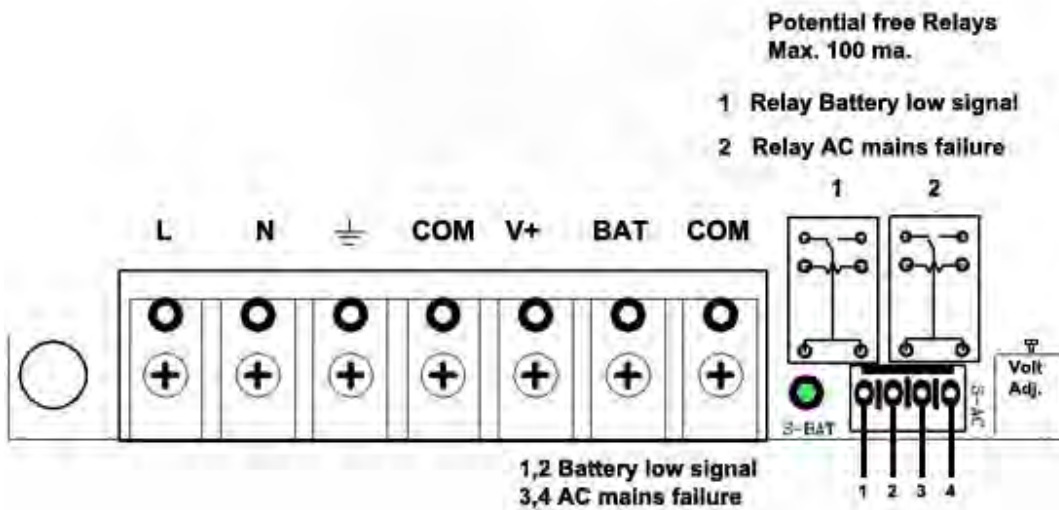 Potential free Relays
Max. 100 ma.
1 Relay Battery low signal
2 Relay AC mains failure
1 2
L N COM V+ BAT COM
Volt
Adj.
S-BAT
S-AC
1,2 Battery low signal
3,4 AC mains failure
1 2 3 4